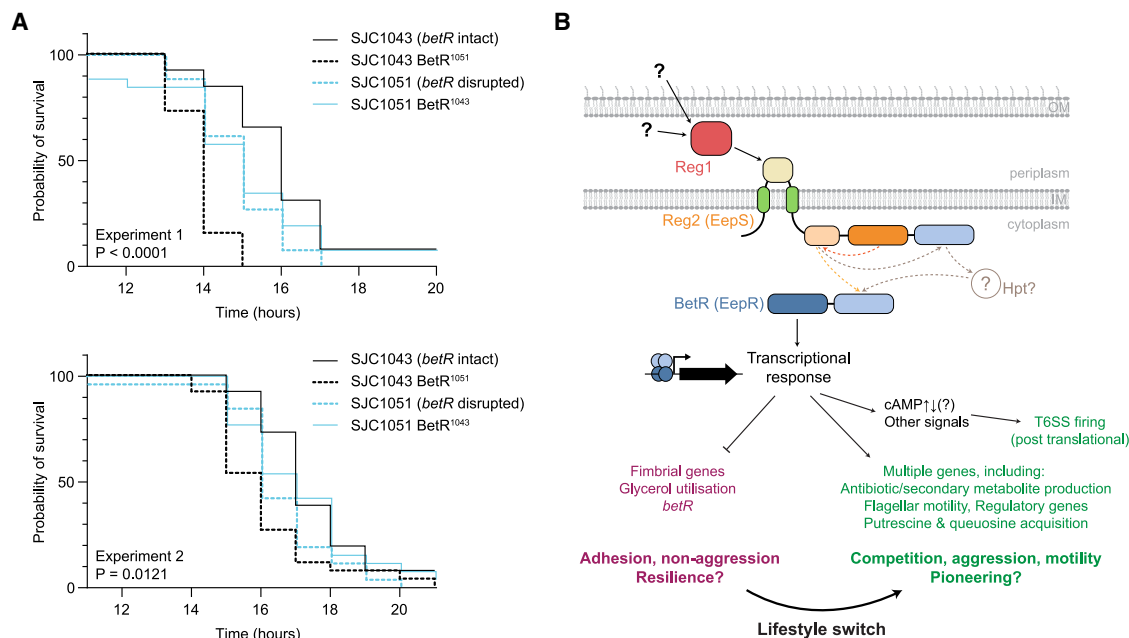 A
Probability of survival
100
50
0
12
14
16
18
20
Time (hours)
Experiment 1
P < 0.0001
SJC1043 (betR intact)
SJC1043 BetR¹⁰⁵¹
SJC1051 (betR disrupted)
SJC1051 BetR¹⁰⁴³
Probability of survival
100
50
0
12
14
16
18
20
Time (hours)
Experiment 2
P = 0.0121
SJC1043 (betR intact)
SJC1043 BetR¹⁰⁵¹
SJC1051 (betR disrupted)
SJC1051 BetR¹⁰⁴³
B
?
OM
?
Reg1
periplasm
IM
Reg2 (EepS)
cytoplasm
?
Hpt?
BetR (EepR)
Transcriptional
response
cAMP↑↓(?)
Other signals
T6SS firing
(post translational)
Fimbrial genes
Glycerol utilisation
betR
Multiple genes, including:
Antibiotic/secondary metabolite production
Flagellar motility, Regulatory genes
Putrescine & queuosine acquisition
Adhesion, non-aggression
Resilience?
Competition, aggression, motility
Pioneering?
Lifestyle switch